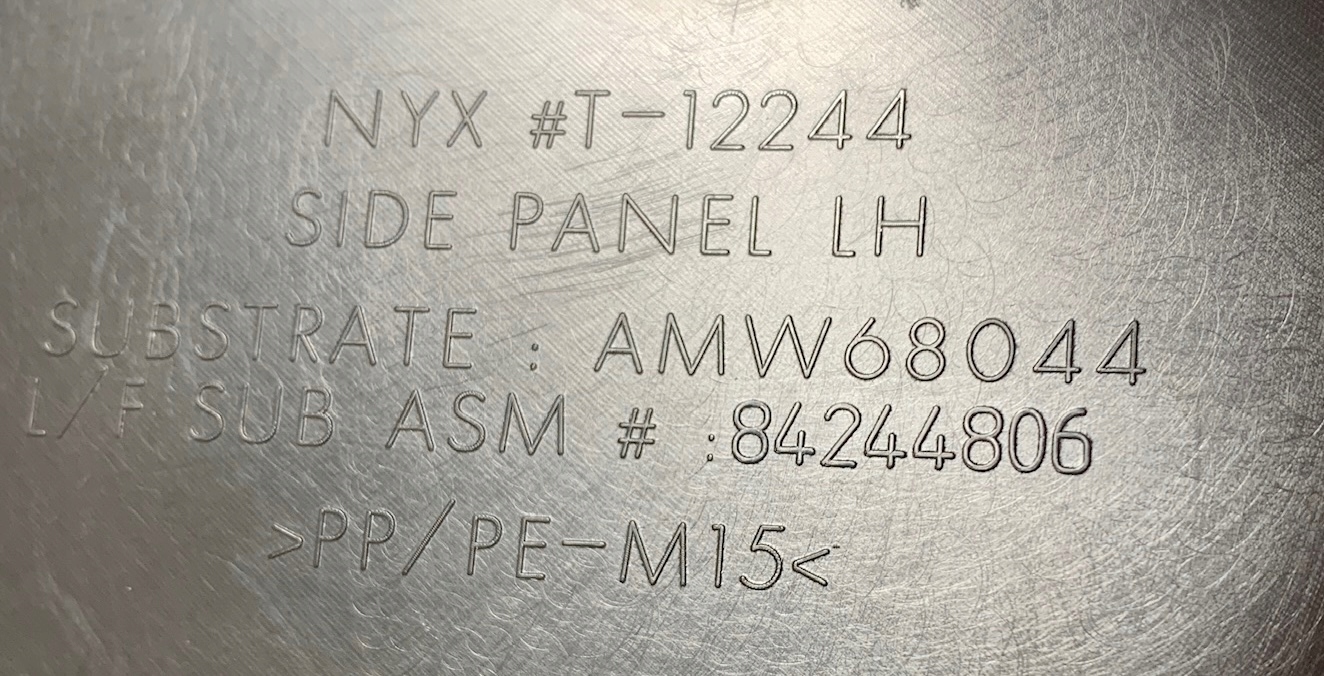 NYX #T-12244
SIDE PANEL LH
SUBSTRATE : AMW68044
L/F SUB ASM # :84244806
>PP/PE-M15<